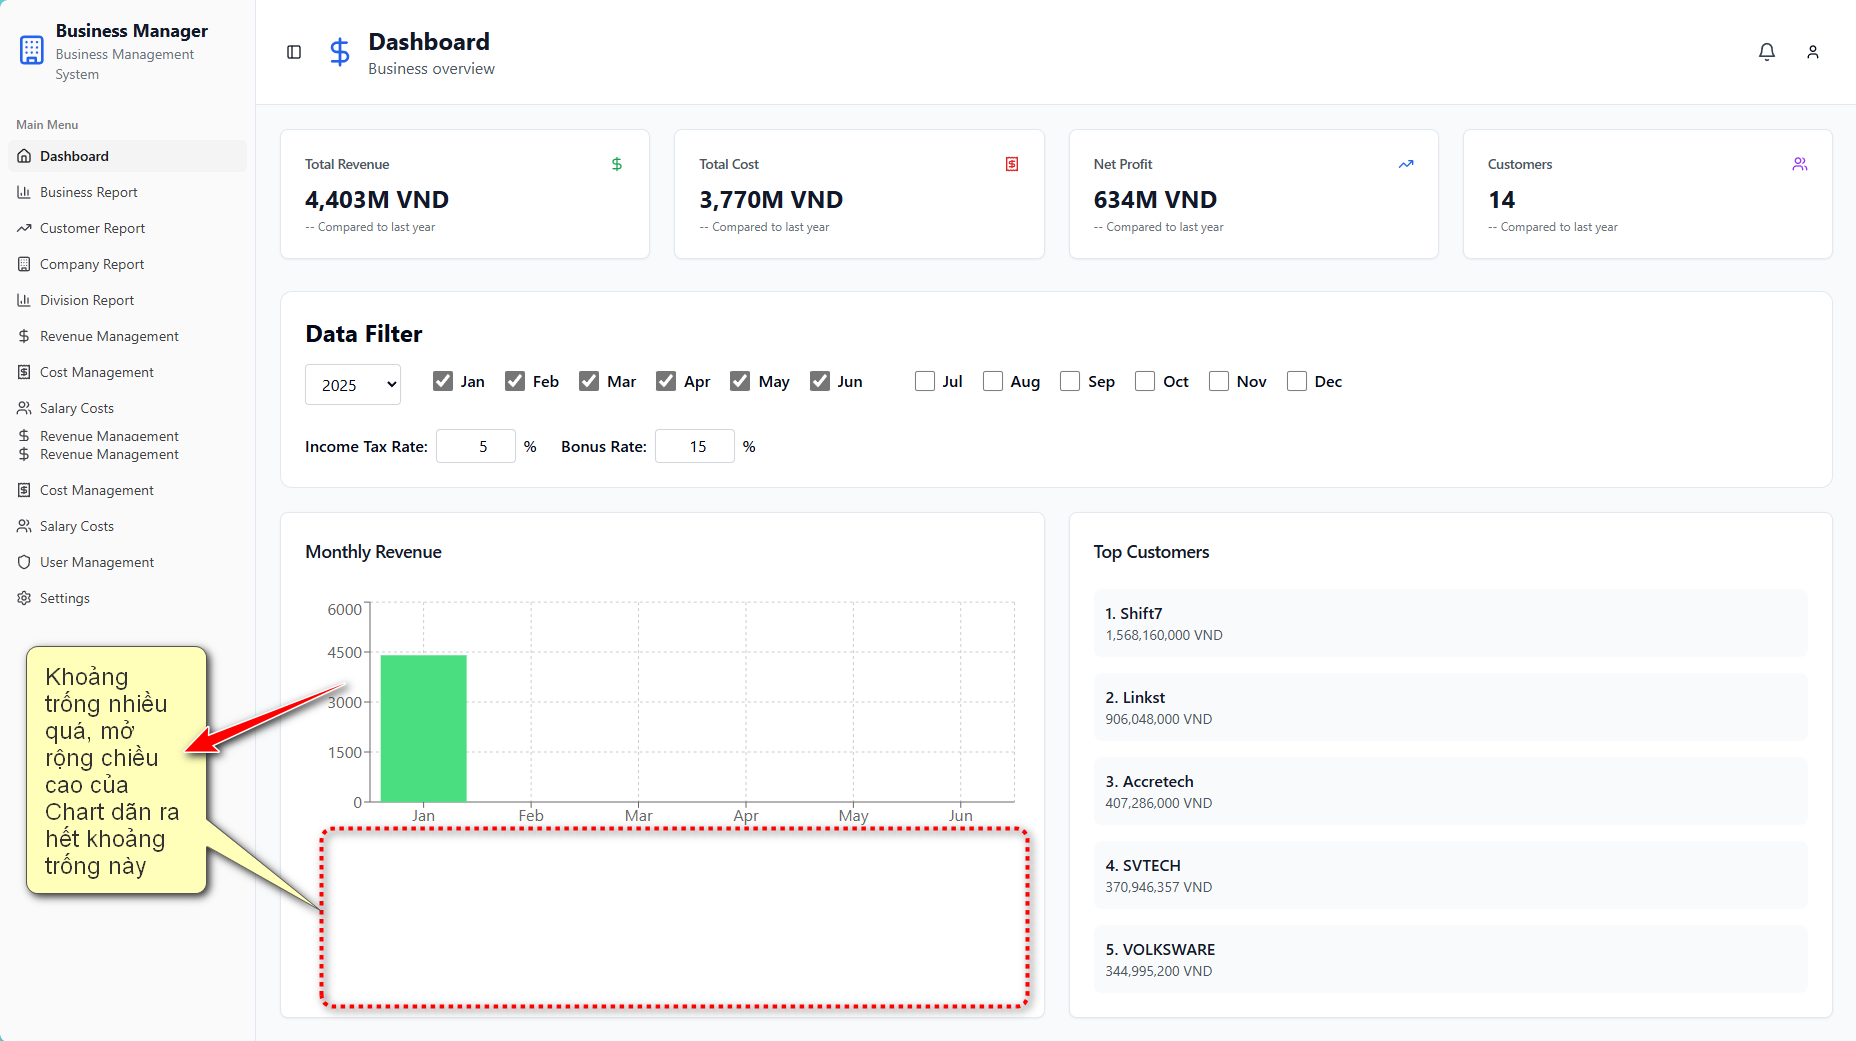 Business Manager
Business Management
System
Main Menu
Dashboard
Business Report
Customer Report
Company Report
Division Report
Revenue Management
Cost Management
Salary Costs
Revenue Management
Revenue Management
Cost Management
Salary Costs
User Management
Settings
Khoảng
trống nhiều
quá, mở
rộng chiều
cao của
Chart dãn ra
hết khoảng
trống này
Dashboard
Business overview
Total Revenue
4,403M VND
-- Compared to last year
Total Cost
3,770M VND
-- Compared to last year
Net Profit
634M VND
-- Compared to last year
Customers
14
-- Compared to last year
Data Filter
2025 Jan Feb Mar Apr May Jun Jul Aug Sep Oct Nov Dec
Income Tax Rate: 5 % Bonus Rate: 15 %
Monthly Revenue
6000
4500
3000
1500
0
Jan Feb Mar Apr May Jun
Top Customers
1. Shift7
1,568,160,000 VND
2. Linkst
906,048,000 VND
3. Accretech
407,286,000 VND
4. SVTECH
370,946,357 VND
5. VOLKSWARE
344,995,200 VND